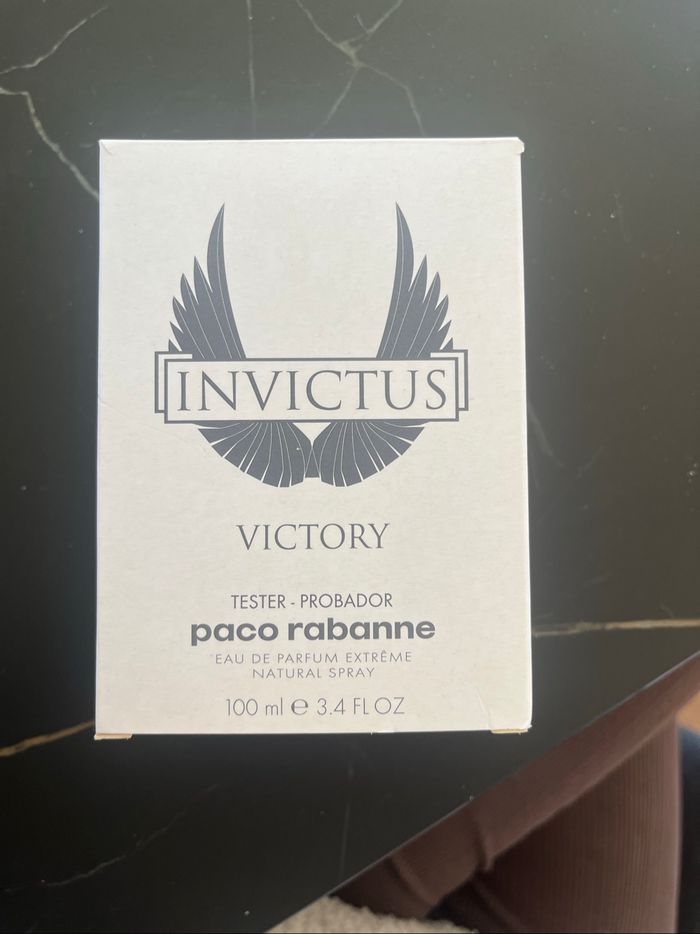 INVICTUS
VICTORY
TESTER - PROBADOR
paco rabanne
EAU DE PARFUM EXTRÊME
NATURAL SPRAY
100 ml ℮ 3.4 FL OZ